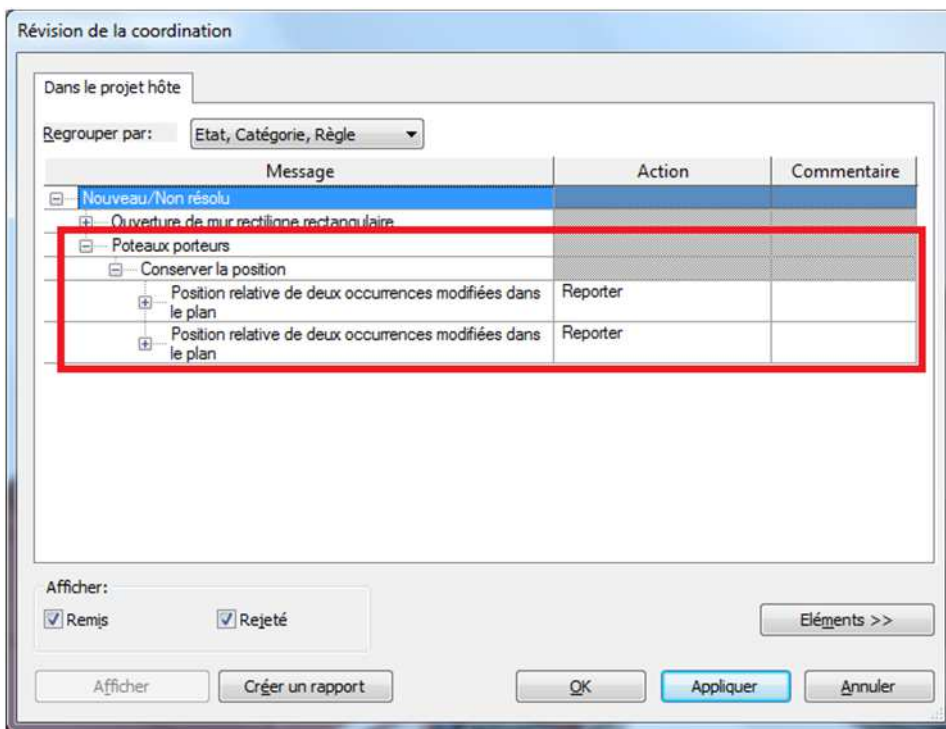 Révision de la coordination
Dans le projet hôte
Regrouper par: Etat, Catégorie, Règle
Message Action Commentaire
Nouveau/Non résolu
Ouverture de mur rectiligne rectangulaire
Poteaux porteurs
Conserver la position
Position relative de deux occurrences modifiées dans Reporter
le plan
Position relative de deux occurrences modifiées dans Reporter
le plan
Afficher:
Remis Rejeté Eléments >>
Afficher Créer un rapport OK Appliquer Annuler